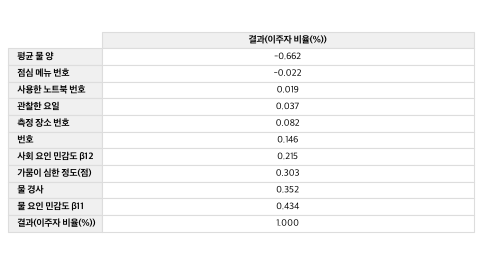 결과(이주자 비율(%))
평균 물 양 -0.662
점심 메뉴 번호 -0.022
사용한 노트북 번호 0.019
관찰한 요일 0.037
측정 장소 번호 0.082
번호 0.146
사회 요인 민감도 β12 0.215
가뭄이 심한 정도(점) 0.303
물 경사 0.352
물 요인 민감도 β11 0.434
결과(이주자 비율(%)) 1.000